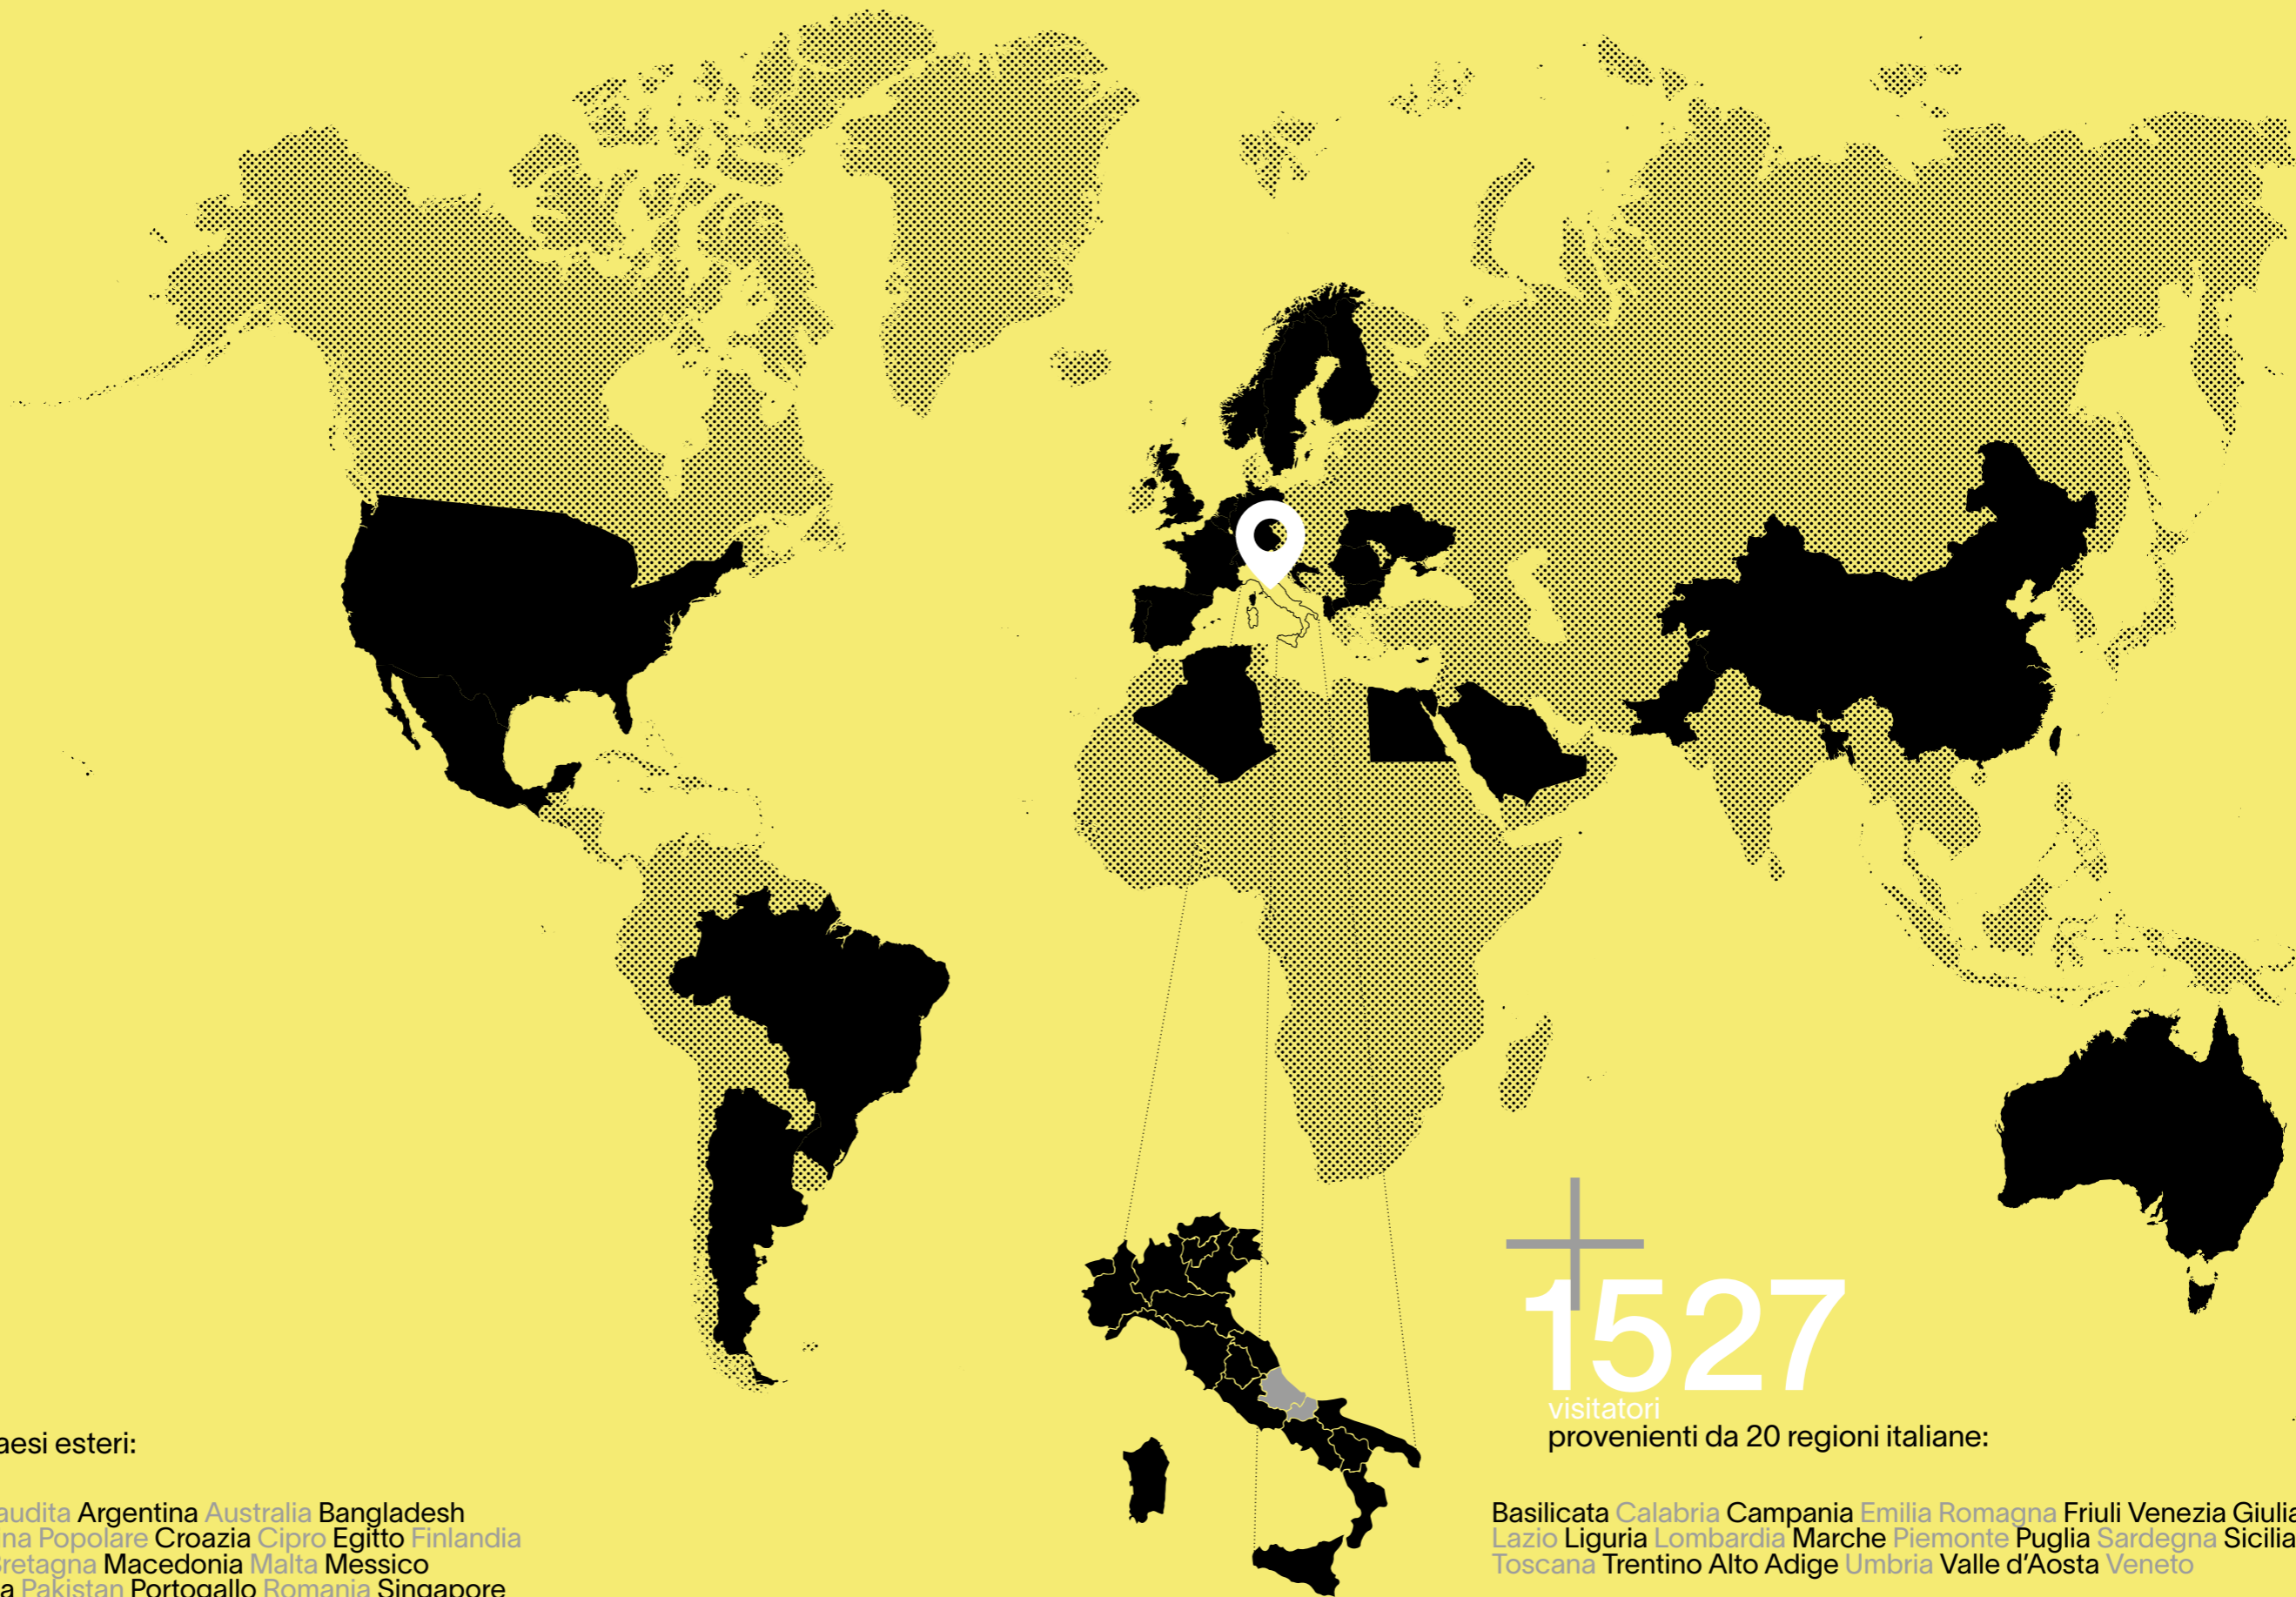 1527
visitatori
provenienti da 20 regioni italiane:
Basilicata Calabria Campania Emilia Romagna Friuli Venezia Giulia
Lazio Liguria Lombardia Marche Piemonte Puglia Sardegna Sicilia
Toscana Trentino Alto Adige Umbria Valle d'Aosta Veneto
aesi esteri:
audita Argentina Australia Bangladesh
ina Popolare Croazia Cipro Egitto Finlandia
Bretagna Macedonia Malta Messico
a Pakistan Portogallo Romania Singapore